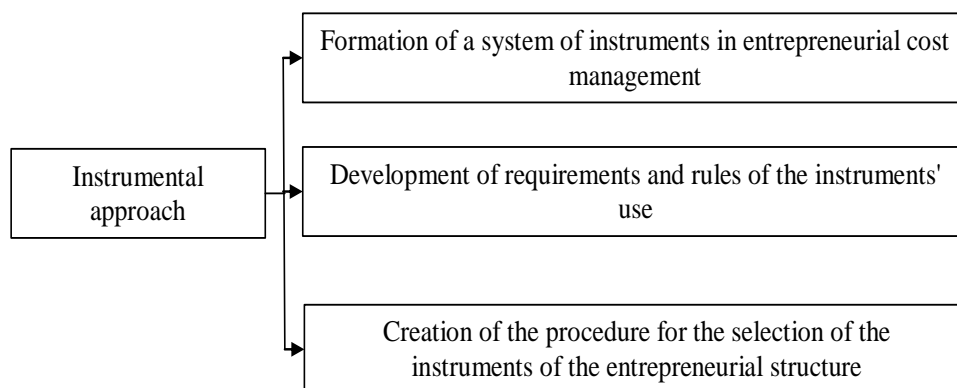 Formation of a system of instruments in entrepreneurial cost
management
Instrumental
approach
Development of requirements and rules of the instruments'
use
Creation of the procedure for the selection of the
instruments of the entrepreneurial structure